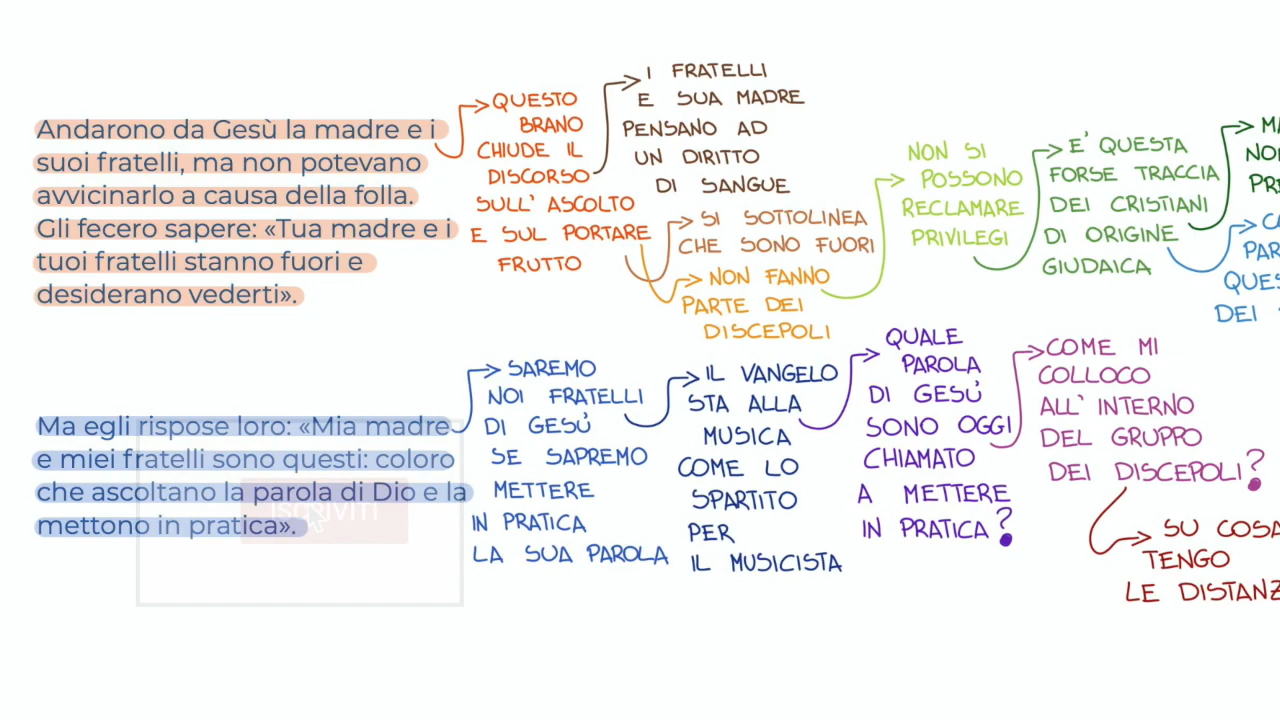 Andarono da Gesù la madre e i
suoi fratelli, ma non potevano
avvicinarlo a causa della folla.
Gli fecero sapere: «Tua madre e i
tuoi fratelli stanno fuori e
desiderano vederti».
QUESTO
BRANO
CHIUDE IL
DISCORSO
SULL' ASCOLTO
E SUL PORTARE
FRUTTO
I FRATELLI
E SUA MADRE
PENSANO AD
UN DIRITTO
DI SANGUE
SI SOTTOLINEA
CHE SONO FUORI
NON FANNO
PARTE DEI
DISCEPOLI
NON SI
POSSONO
RECLAMARE
PRIVILEGI
E' QUESTA
FORSE TRACCIA
DEI CRISTIANI
DI ORIGINE
GIUDAICA
DEI
Ma egli rispose loro: «Mia madre
e miei fratelli sono questi: coloro
che ascoltano la parola di Dio e la
mettono in pratica».
ISCRIVITI
SAREMO
NOI FRATELLI
DI GESÙ
SE SAPREMO
METTERE
IN PRATICA
LA SUA PAROLA
IL VANGELO
STA ALLA
MUSICA
COME LO
SPARTITO
PER
IL MUSICISTA
QUALE
PAROLA
DI GESÙ
SONO OGGI
CHIAMATO
A METTERE
IN PRATICA?
COME MI
COLLOCO
ALL' INTERNO
DEL GRUPPO
DEI DISCEPOLI?
SU COSA
TENGO
LE DISTANZ